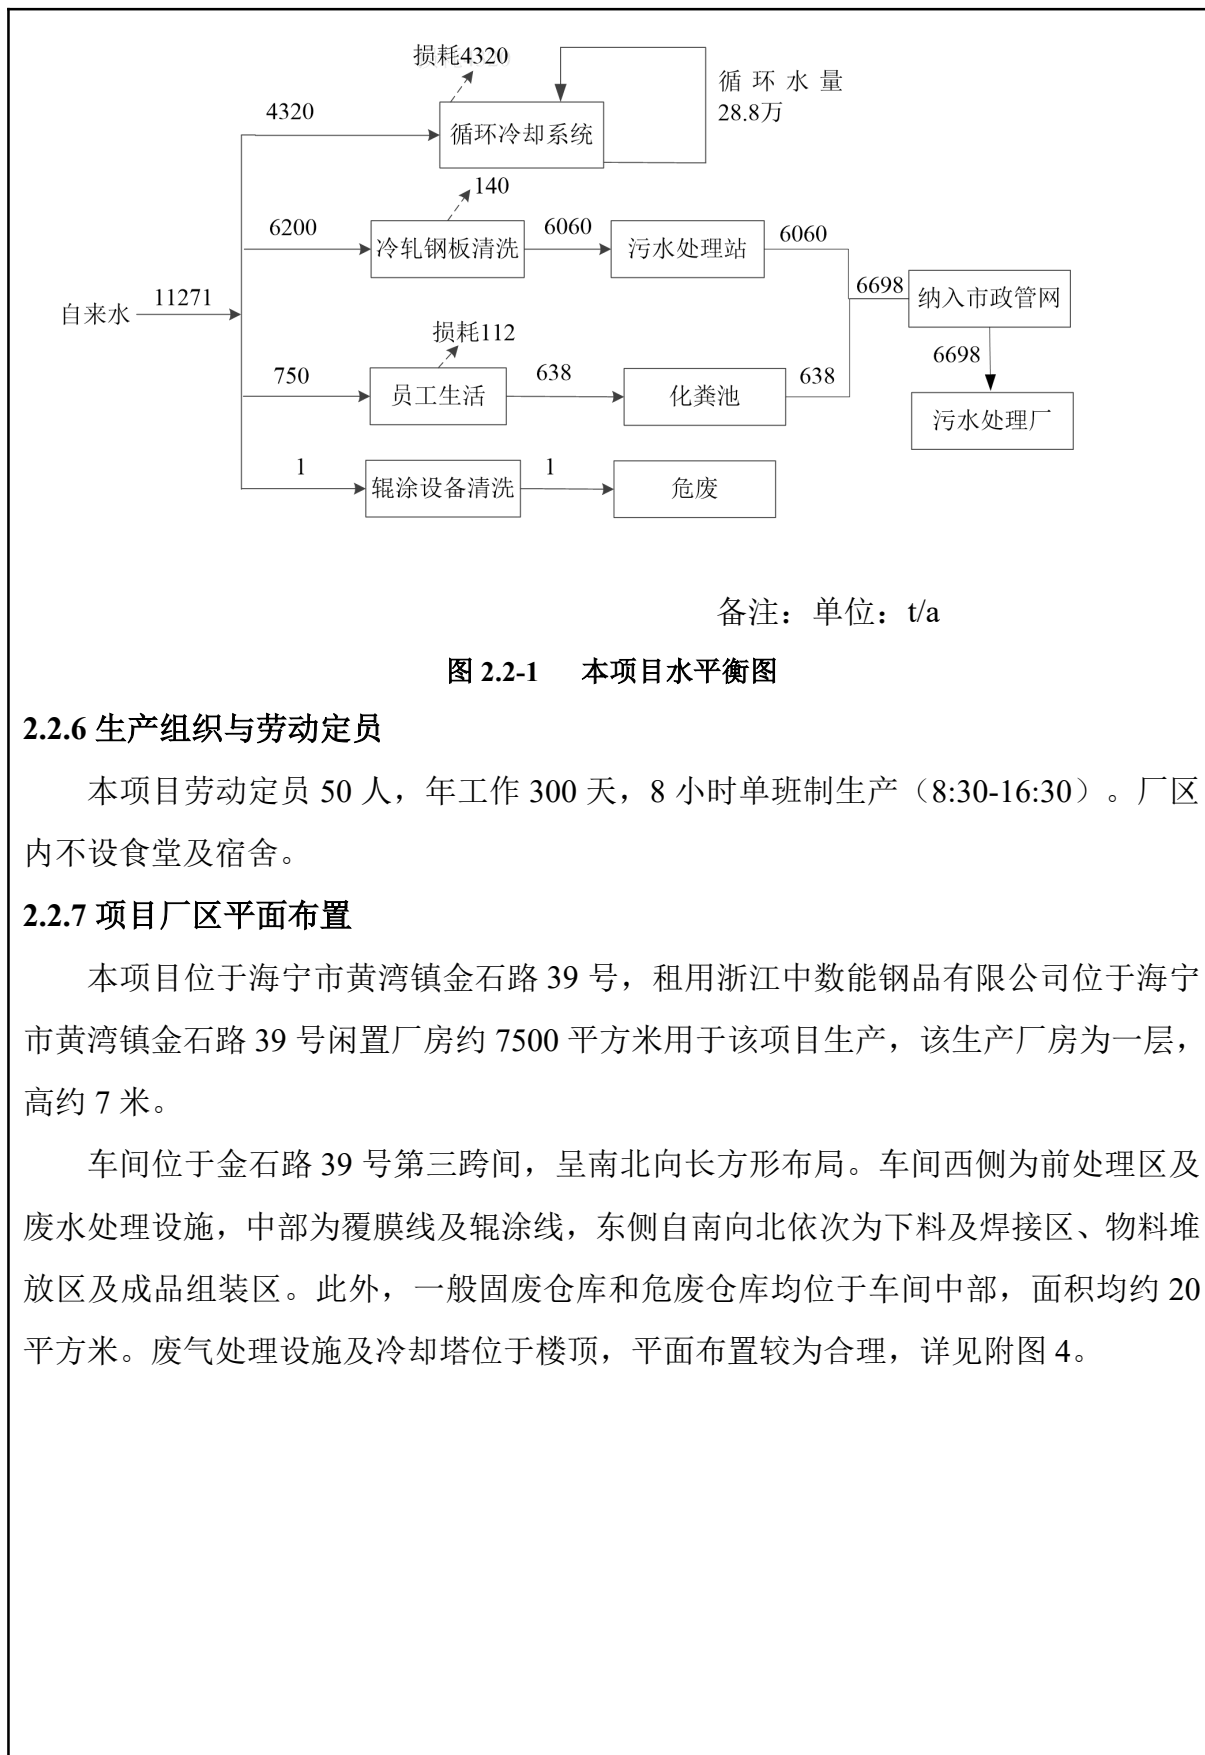 损耗4320
循环水量
28.8万
4320
循环冷却系统
140
6200
冷轧钢板清洗
6060
污水处理站
6060
自来水
11271
6698
纳入市政管网
损耗112
6698
750
员工生活
638
化粪池
638
污水处理厂
1
辊涂设备清洗
1
危废
备注：单位：t/a
图 2.2-1 本项目水平衡图
2.2.6 生产组织与劳动定员
本项目劳动定员 50 人，年工作 300 天，8 小时单班制生产（8:30-16:30）。厂区
内不设食堂及宿舍。
2.2.7 项目厂区平面布置
本项目位于海宁市黄湾镇金石路 39 号，租用浙江中数能钢品有限公司位于海宁
市黄湾镇金石路 39 号闲置厂房约 7500 平方米用于该项目生产，该生产厂房为一层，
高约 7 米。
车间位于金石路 39 号第三跨间，呈南北向长方形布局。车间西侧为前处理区及
废水处理设施，中部为覆膜线及辊涂线，东侧自南向北依次为下料及焊接区、物料堆
放区及成品组装区。此外，一般固废仓库和危废仓库均位于车间中部，面积均约 20
平方米。废气处理设施及冷却塔位于楼顶，平面布置较为合理，详见附图 4。